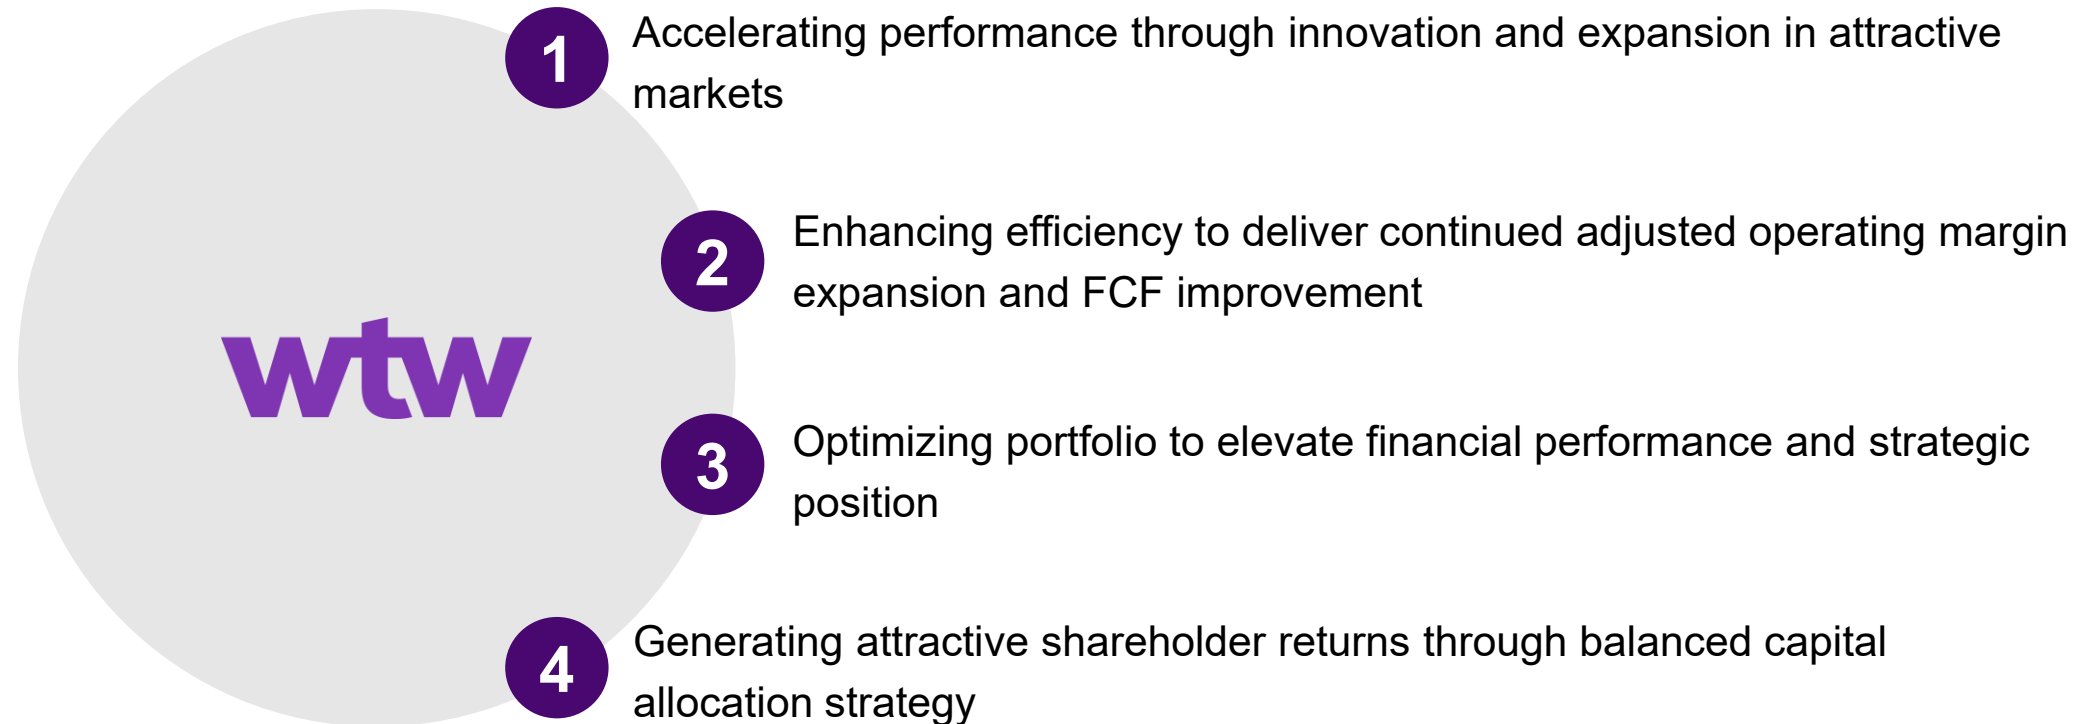 wtw
1
Accelerating performance through innovation and expansion in attractive
markets
2
Enhancing efficiency to deliver continued adjusted operating margin
expansion and FCF improvement
3
Optimizing portfolio to elevate financial performance and strategic
position
4
Generating attractive shareholder returns through balanced capital
allocation strategy